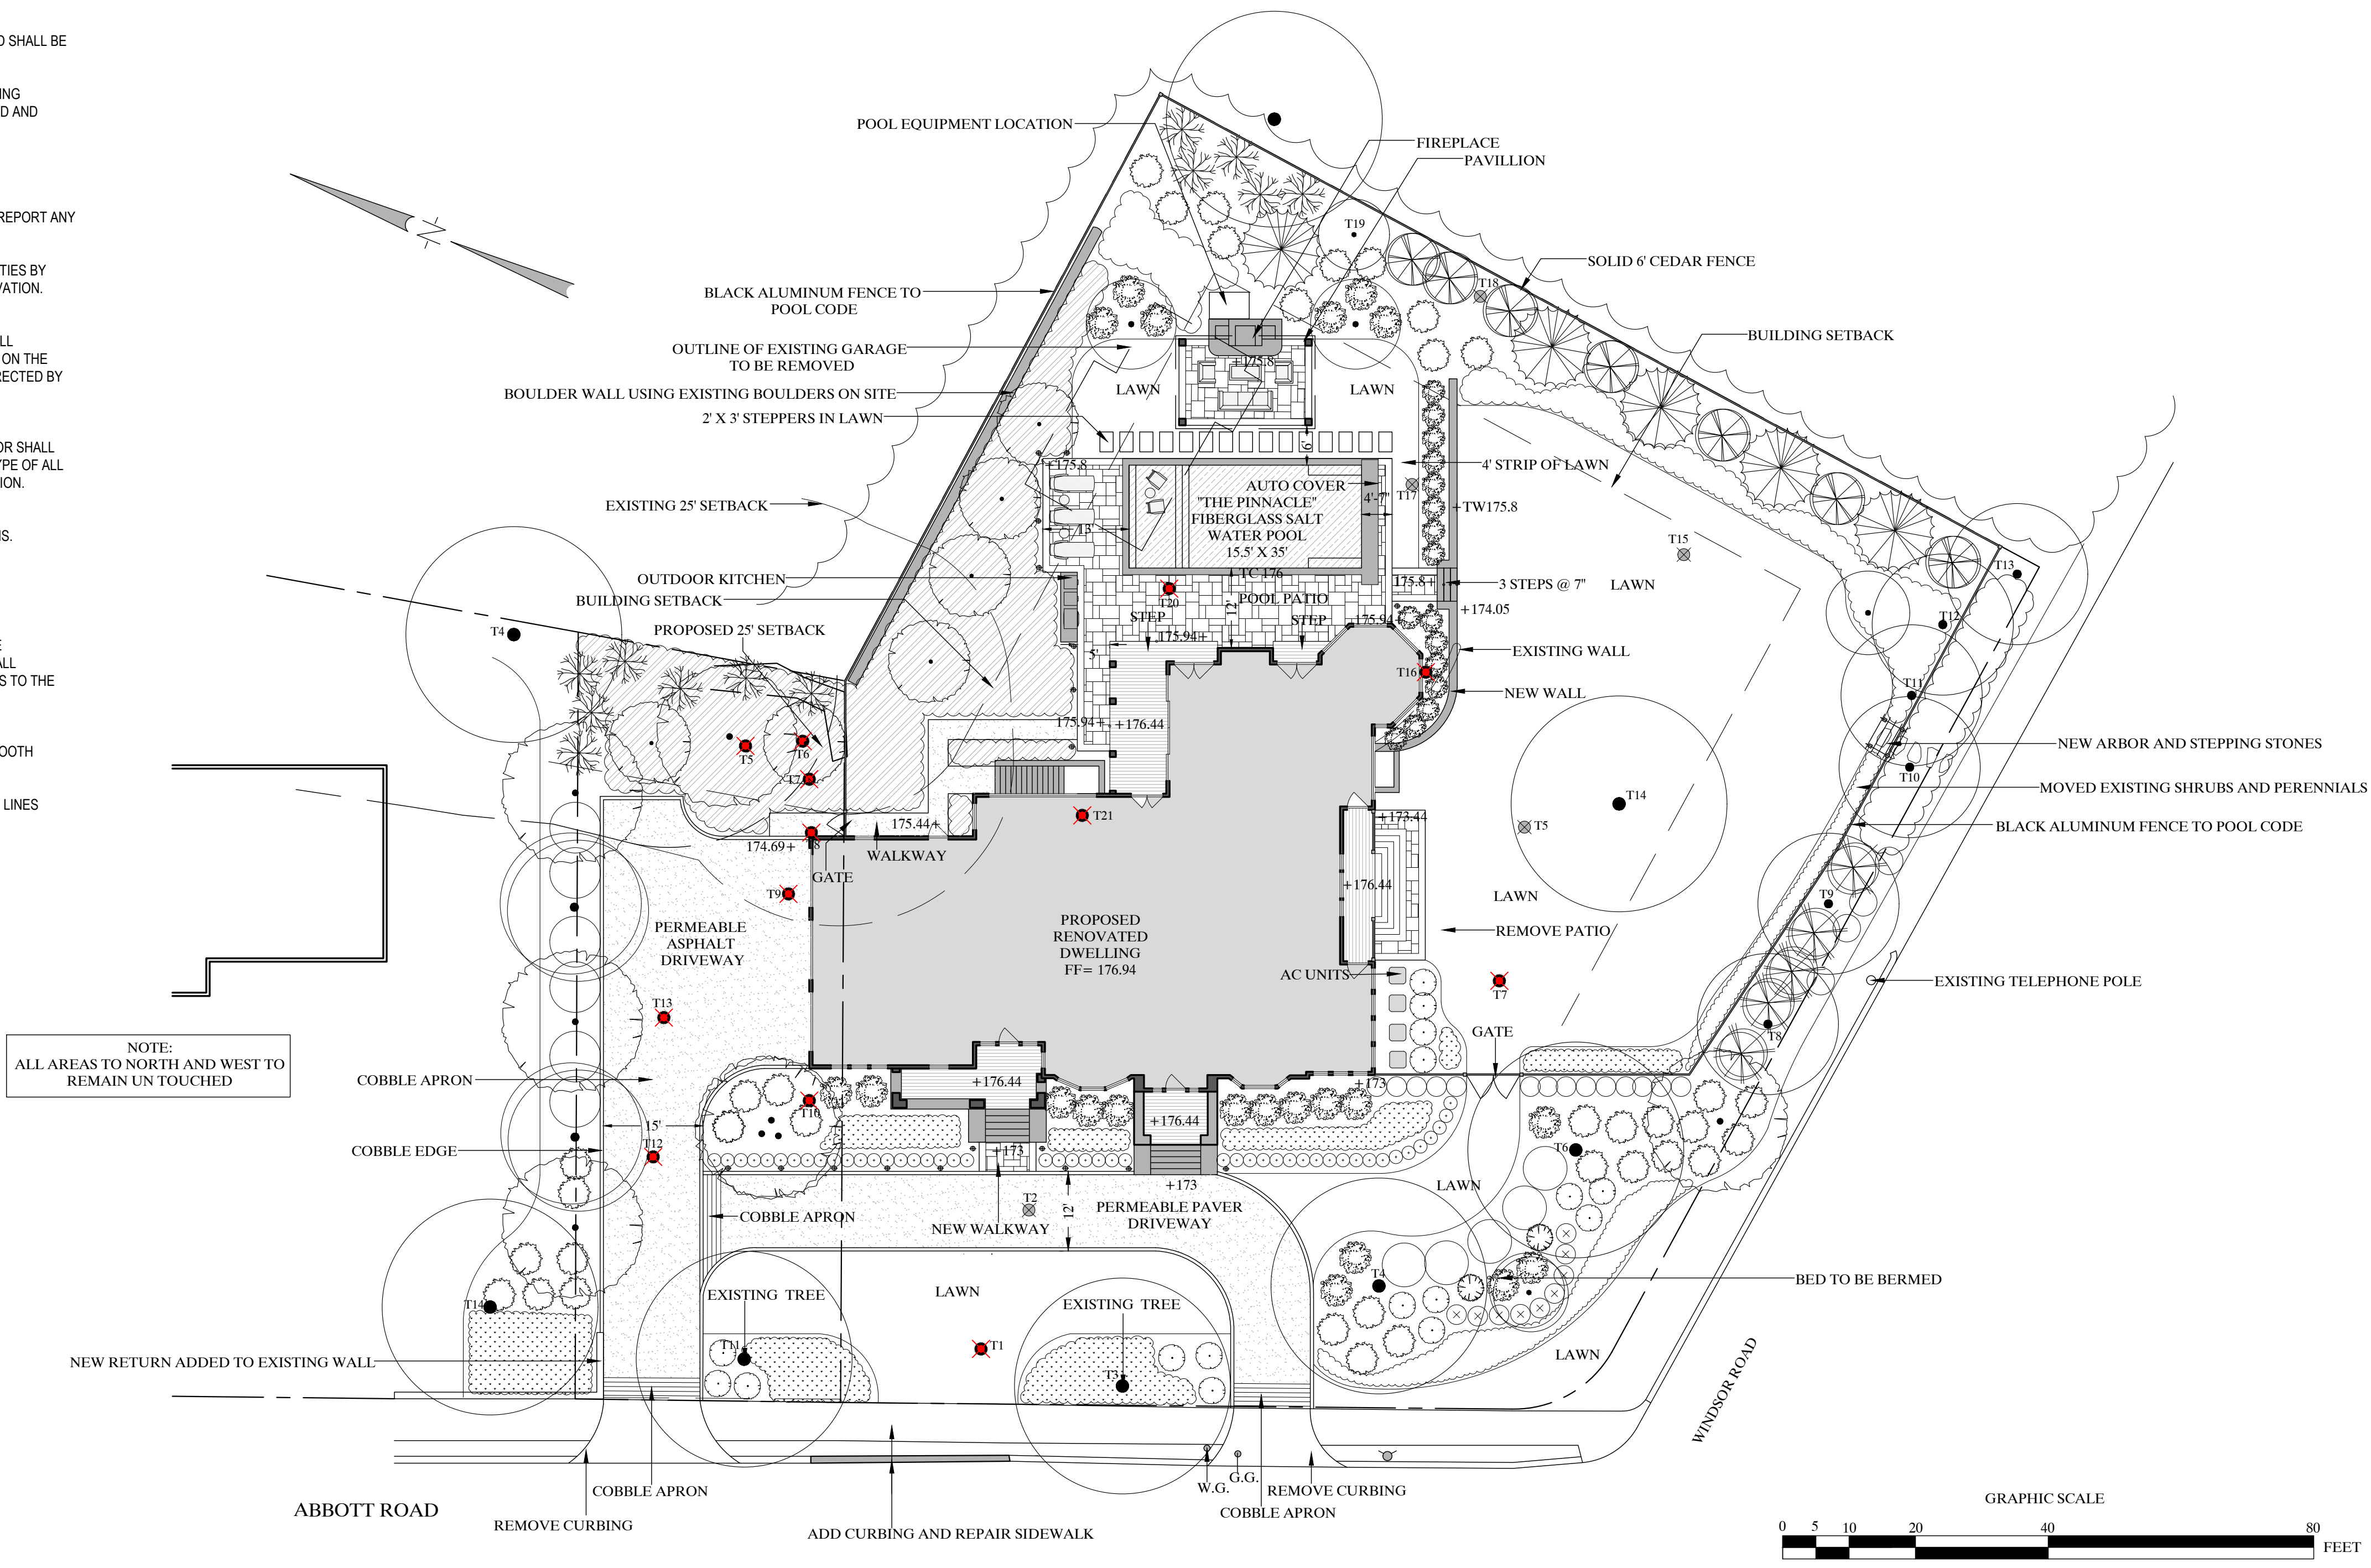 D SHALL BE
ING
D AND
REPORT ANY
TIES BY
VATION.
LL
ON THE
RECTED BY
OR SHALL
YPE OF ALL
ION.
S.
E
ALL
S TO THE
OOTH
LINES
N
POOL EQUIPMENT LOCATION
FIREPLACE
PAVILLION
T19
T18
SOLID 6' CEDAR FENCE
BLACK ALUMINUM FENCE TO
POOL CODE
BUILDING SETBACK
OUTLINE OF EXISTING GARAGE
TO BE REMOVED
+175.8
BOULDER WALL USING EXISTING BOULDERS ON SITE
LAWN
LAWN
2' X 3' STEPPERS IN LAWN
6'
+175.8
4' STRIP OF LAWN
EXISTING 25' SETBACK
AUTO COVER
"THE PINNACLE"
FIBERGLASS SALT
WATER POOL
15.5' X 35'
4'-7"
T17
+TW175.8
13'
T15
TC 176
OUTDOOR KITCHEN
BUILDING SETBACK
175.8+
3 STEPS @ 7"
LAWN
T20
12'
POOL PATIO
+174.05
STEP
STEP
T13
T12
T4
PROPOSED 25' SETBACK
175.94+
175.94+
5'
EXISTING WALL
T16
NEW WALL
T11
175.94+
+176.44
T5
T6
T7
NEW ARBOR AND STEPPING STONES
T10
MOVED EXISTING SHRUBS AND PERENNIALS
T14
T21
175.44+
+173.44
T5
BLACK ALUMINUM FENCE TO POOL CODE
174.69+
T8
WALKWAY
GATE
T9
+176.44
LAWN
T9
PERMEABLE
ASPHALT
DRIVEWAY
PROPOSED
RENOVATED
DWELLING
FF= 176.94
REMOVE PATIO
AC UNITS
T7
EXISTING TELEPHONE POLE
T13
GATE
T8
NOTE:
ALL AREAS TO NORTH AND WEST TO
REMAIN UN TOUCHED
COBBLE APRON
+176.44
+173
T10
+176.44
15'
T12
COBBLE EDGE
+173
T6
+173
LAWN
T2
12'
COBBLE APRON
NEW WALKWAY
PERMEABLE PAVER
DRIVEWAY
T4
BED TO BE BERMED
EXISTING TREE
LAWN
EXISTING TREE
T14
T11
T1
T3
LAWN
NEW RETURN ADDED TO EXISTING WALL
WINDSOR ROAD
G.G.
W.G.
REMOVE CURBING
COBBLE APRON
COBBLE APRON
ABBOTT ROAD
REMOVE CURBING
ADD CURBING AND REPAIR SIDEWALK
GRAPHIC SCALE
0 5 10 20 40 80
FEET